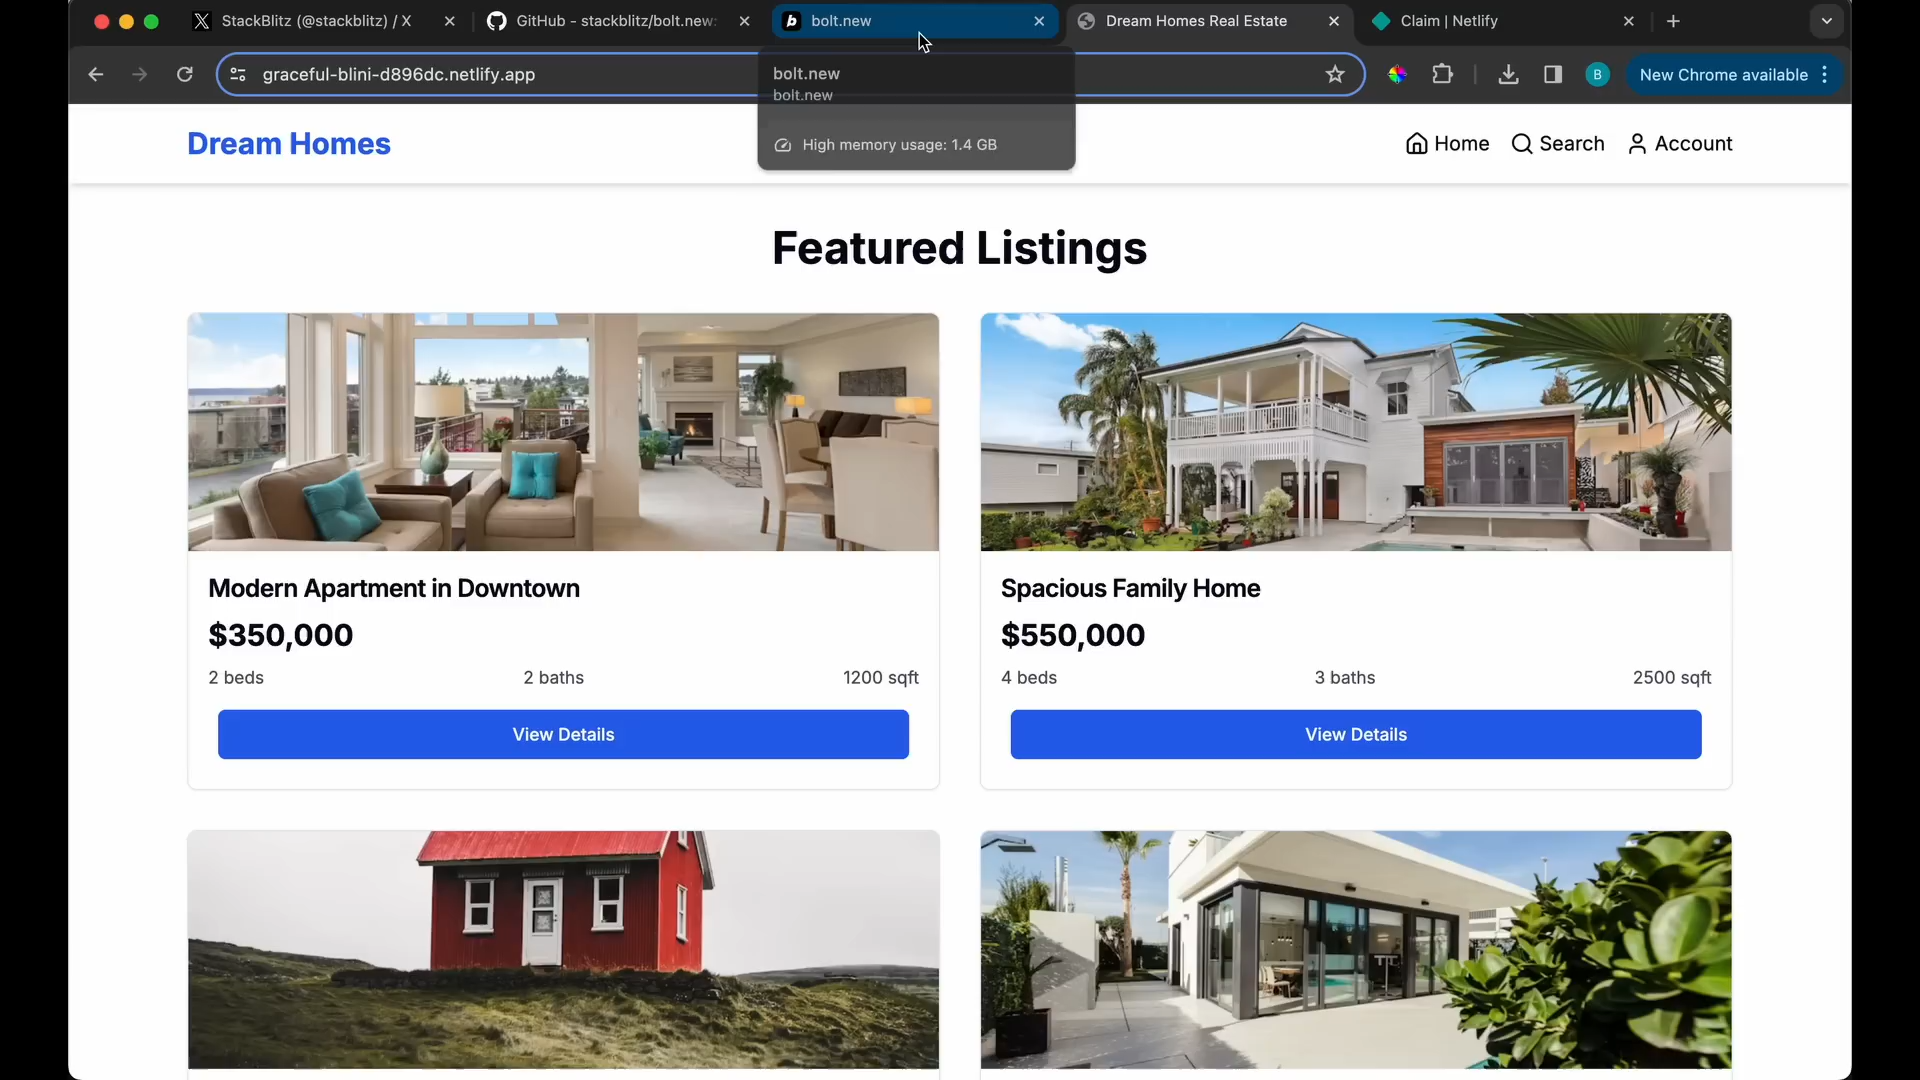 StackBlitz (@stackblitz) / X
GitHub - stackblitz/bolt.new:
bolt.new
Dream Homes Real Estate
Claim | Netlify
graceful-blini-d896dc.netlify.app
B
New Chrome available
bolt.new
bolt.new
High memory usage: 1.4 GB
Dream Homes
Home
Search
Account
Featured Listings
Modern Apartment in Downtown
$350,000
2 beds
2 baths
1200 sqft
View Details
Spacious Family Home
$550,000
4 beds
3 baths
2500 sqft
View Details